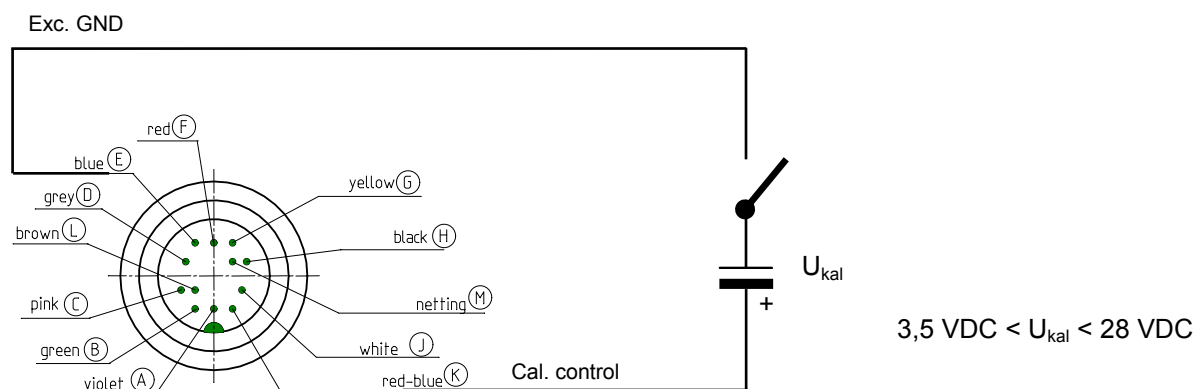 Exc. GND
red F
blue E
yellow G
grey D
brown L
black H
U_kal
pink C
netting M
+
3,5 VDC < U_kal < 28 VDC
green B
white J
violet A
red-blue K
Cal. control